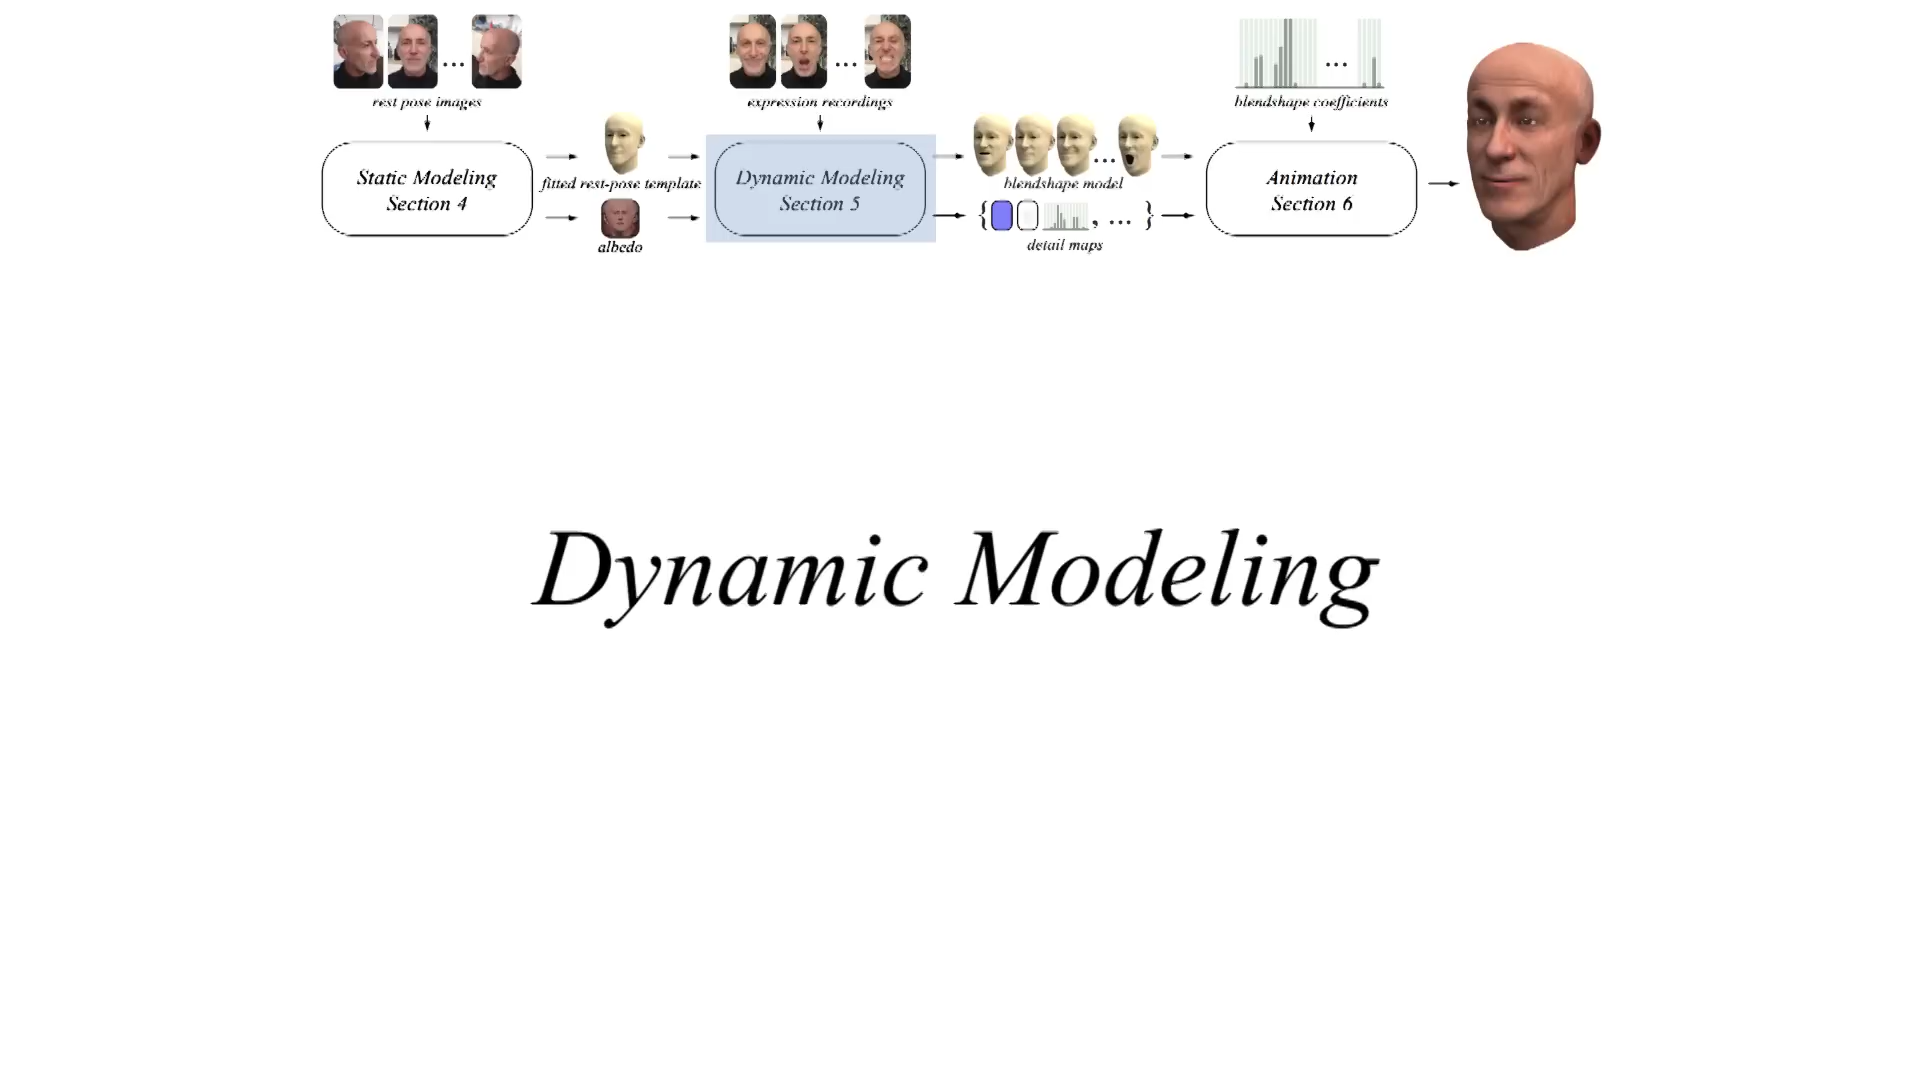 rest pose images
expression recordings
blendshape coefficients
Static Modeling
Section 4
fitted rest-pose template
albedo
Dynamic Modeling
Section 5
blendshape model
{ , ... }
detail maps
Animation
Section 6
Dynamic Modeling